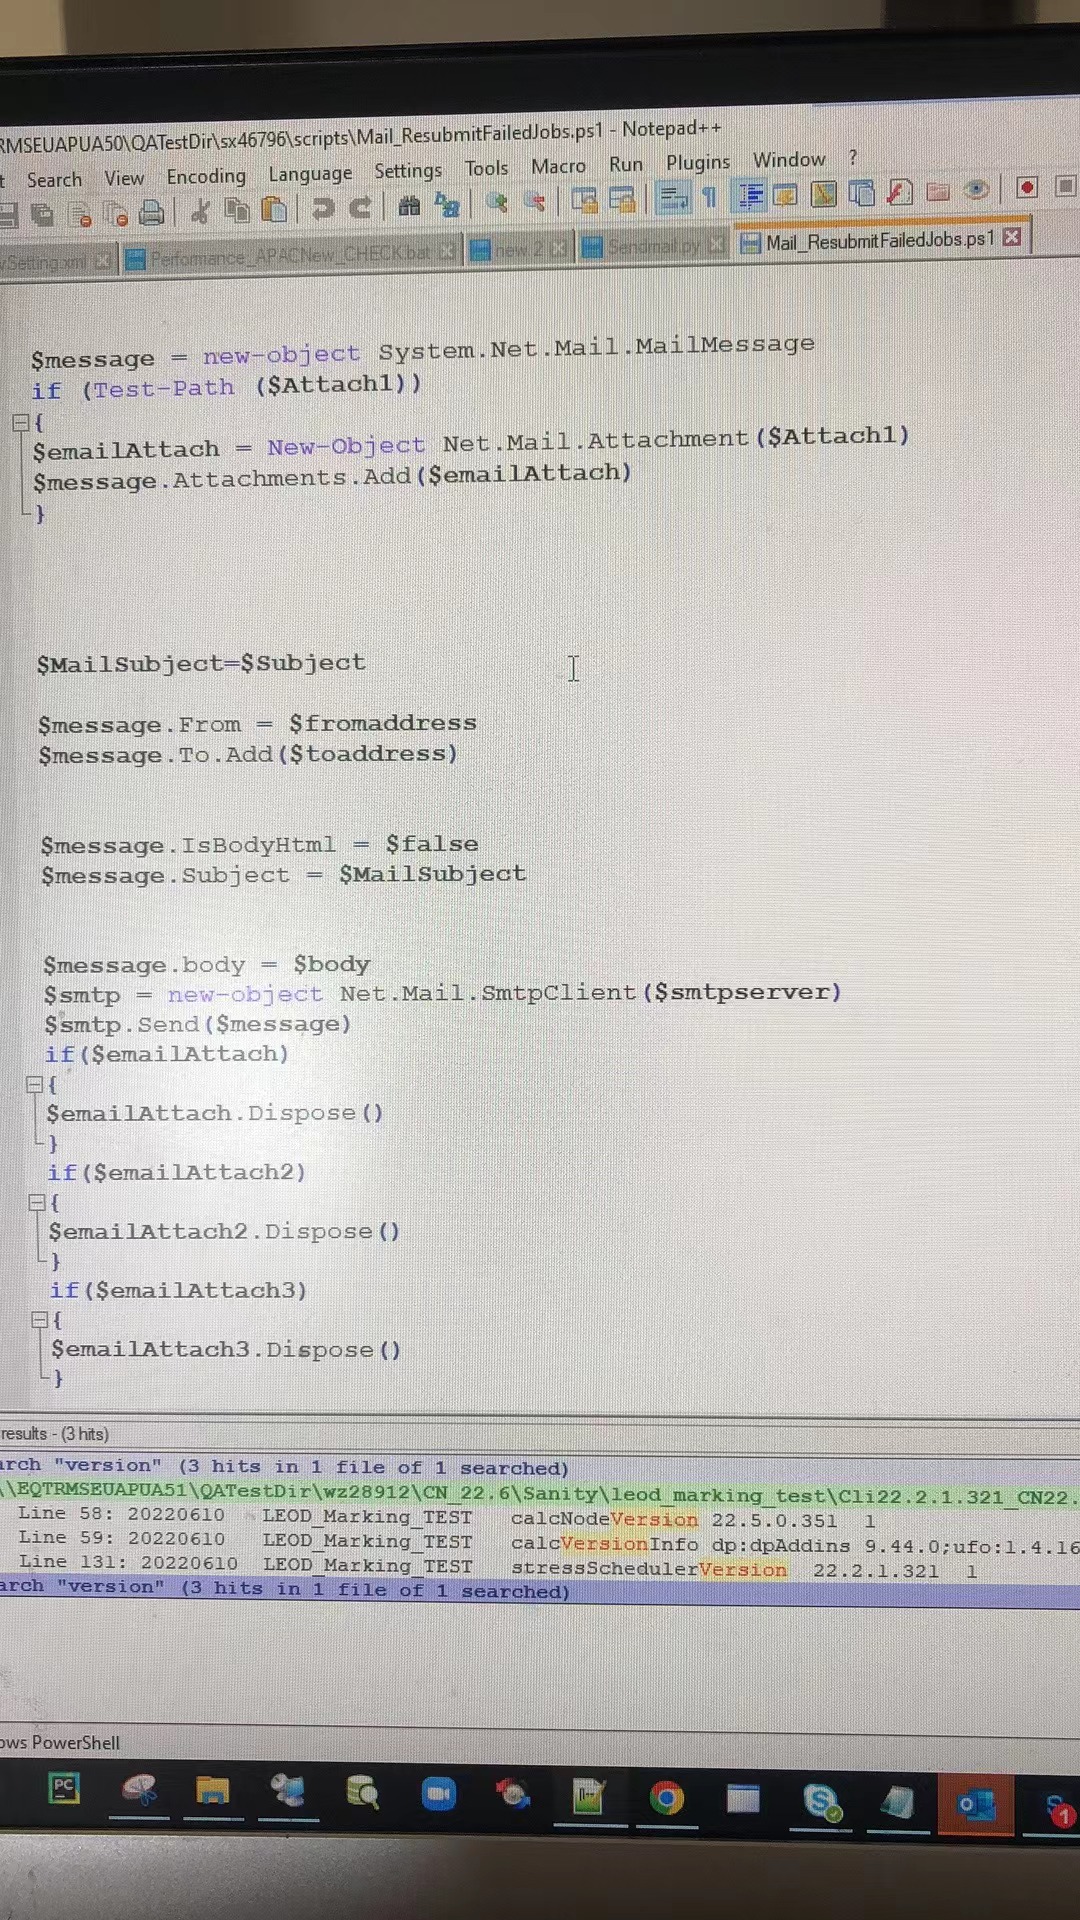 RMSEUAPUA50\QATestDir\sx46796\scripts\Mail_ResubmitFailedJobs.ps1 - Notepad++
t Search View Encoding Language Settings Tools Macro Run Plugins Window ?
vSetting.xml Performance_APACNew_CHECK.bat new 2 Sendmail.py Mail_ResubmitFailedJobs.ps1
$message = new-object System.Net.Mail.MailMessage
if (Test-Path ($Attach1))
{
$emailAttach = New-Object Net.Mail.Attachment($Attach1)
$message.Attachments.Add($emailAttach)
}
$MailSubject=$Subject
$message.From = $fromaddress
$message.To.Add($toaddress)
$message.IsBodyHtml = $false
$message.Subject = $MailSubject
$message.body = $body
$smtp = new-object Net.Mail.SmtpClient($smtpserver)
$smtp.Send($message)
if($emailAttach)
{
$emailAttach.Dispose()
}
if($emailAttach2)
{
$emailAttach2.Dispose()
}
if($emailAttach3)
{
$emailAttach3.Dispose()
}
results - (3 hits)
arch "version" (3 hits in 1 file of 1 searched)
\\EQTRMSEUAPUA51\QATestDir\wz28912\CN_22.6\Sanity\leod_marking_test\Cli22.2.1.321_CN22.
Line 58: 20220610 LEOD_Marking_TEST calcNodeVersion 22.5.0.351 1
Line 59: 20220610 LEOD_Marking_TEST calcVersionInfo dp:dpAddins 9.44.0;ufo:1.4.16
Line 131: 20220610 LEOD_Marking_TEST stressSchedulerVersion 22.2.1.321 1
arch "version" (3 hits in 1 file of 1 searched)
ows PowerShell
PC
1